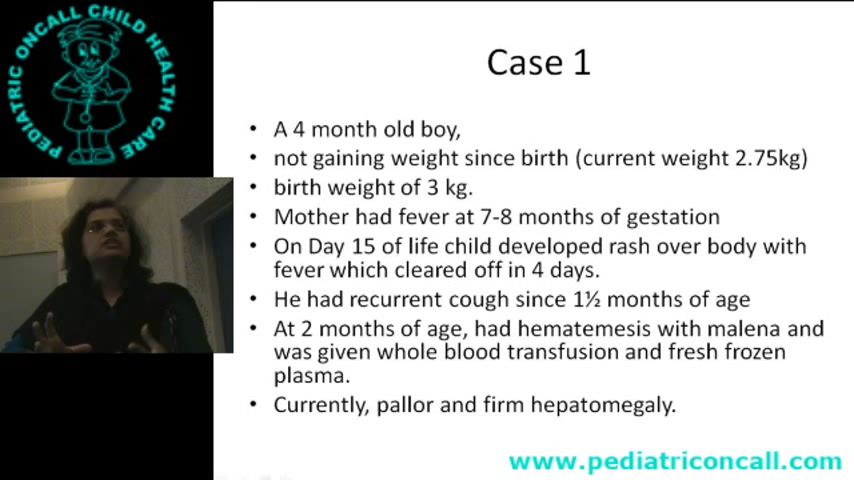 PEDIATRIC ONCALL CHILD HEALTH CARE
Case 1
• A 4 month old boy,
• not gaining weight since birth (current weight 2.75kg)
• birth weight of 3 kg.
• Mother had fever at 7-8 months of gestation
• On Day 15 of life child developed rash over body with
fever which cleared off in 4 days.
• He had recurrent cough since 1½ months of age
• At 2 months of age, had hematemesis with malena and
was given whole blood transfusion and fresh frozen
plasma.
• Currently, pallor and firm hepatomegaly.
www.pediatriconcall.com